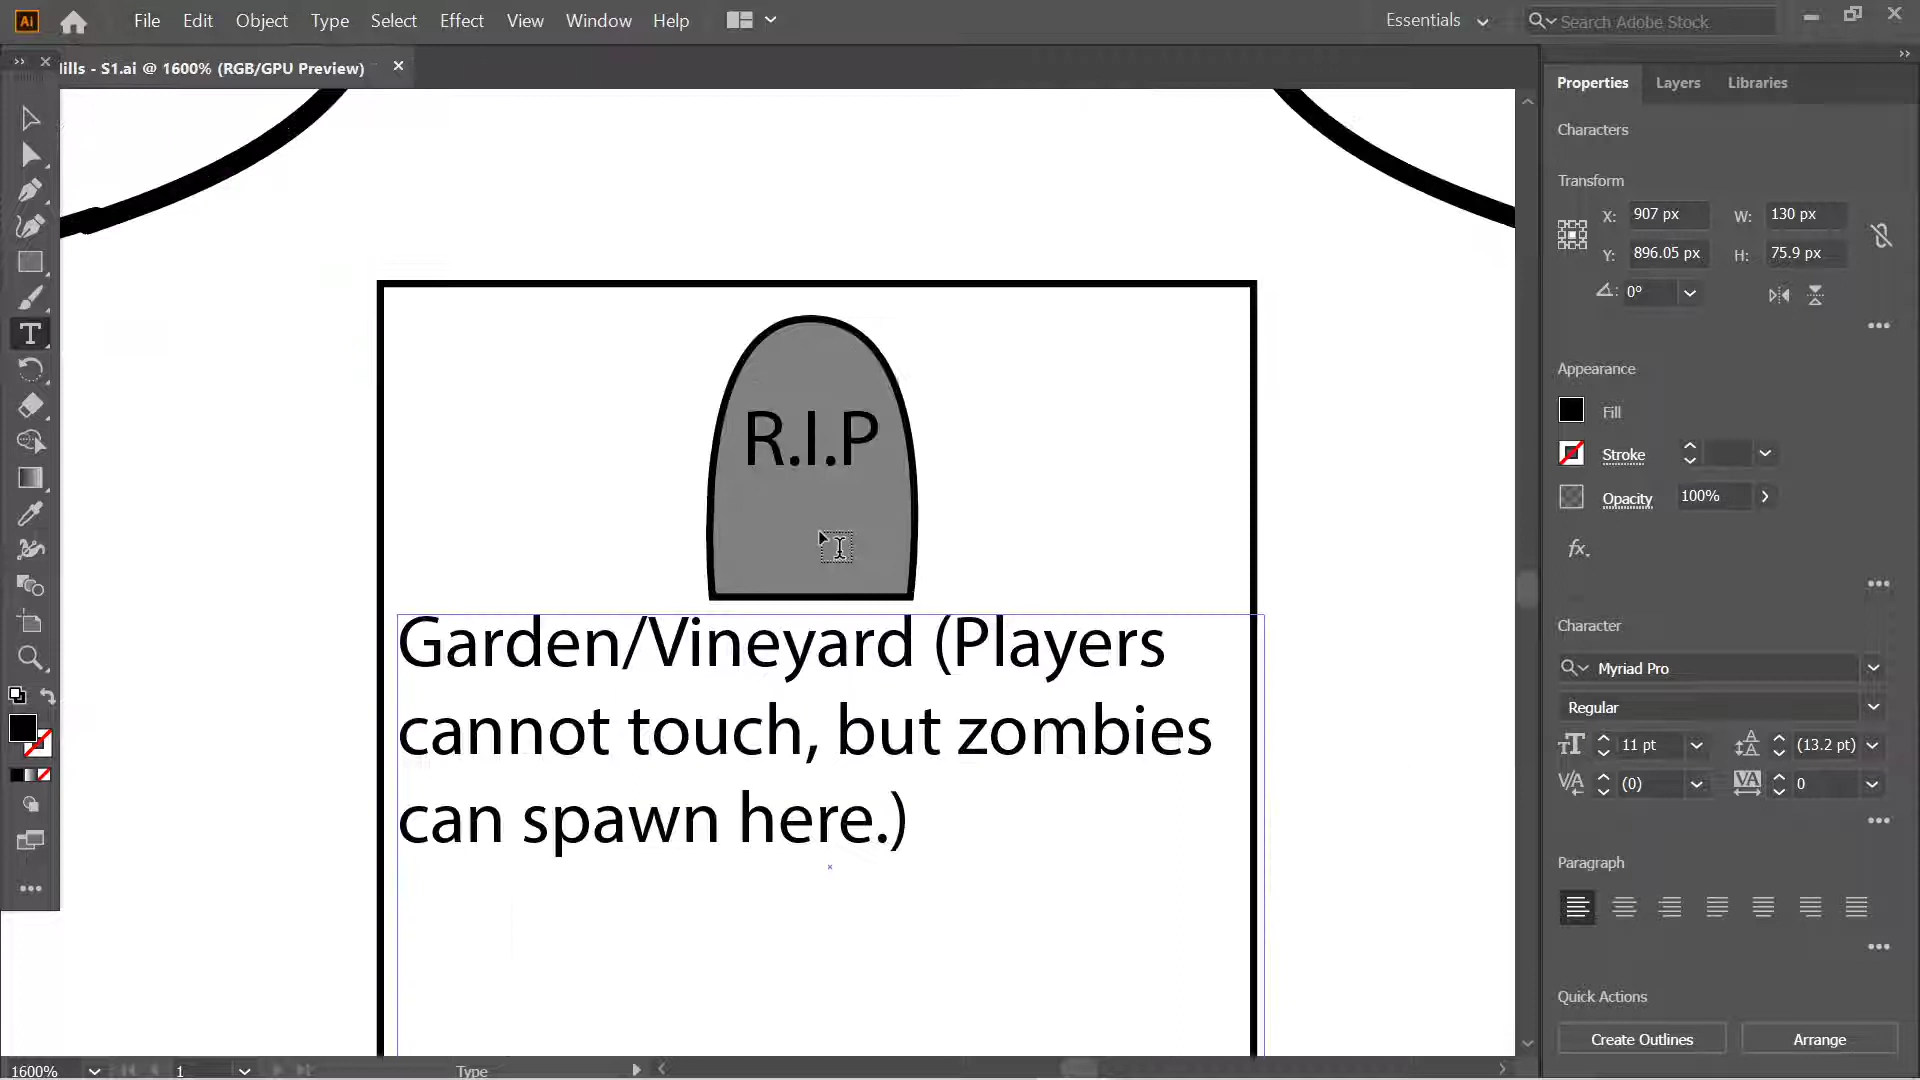 Ai File Edit Object Type Select Effect View Window Help Essentials Search Adobe Stock
ills - S1.ai @ 1600% (RGB/GPU Preview)
R.I.P
Garden/Vineyard (Players
cannot touch, but zombies
can spawn here.)
T
Properties Layers Libraries
Characters
Transform
X: 907 px W: 130 px
Y: 896.05 px H: 75.9 px
0°
Appearance
Fill
Stroke
Opacity 100%
fx.
Character
Myriad Pro
Regular
11 pt (13.2 pt)
(0) 0
Paragraph
Quick Actions
Create Outlines Arrange
1600% 1 Type